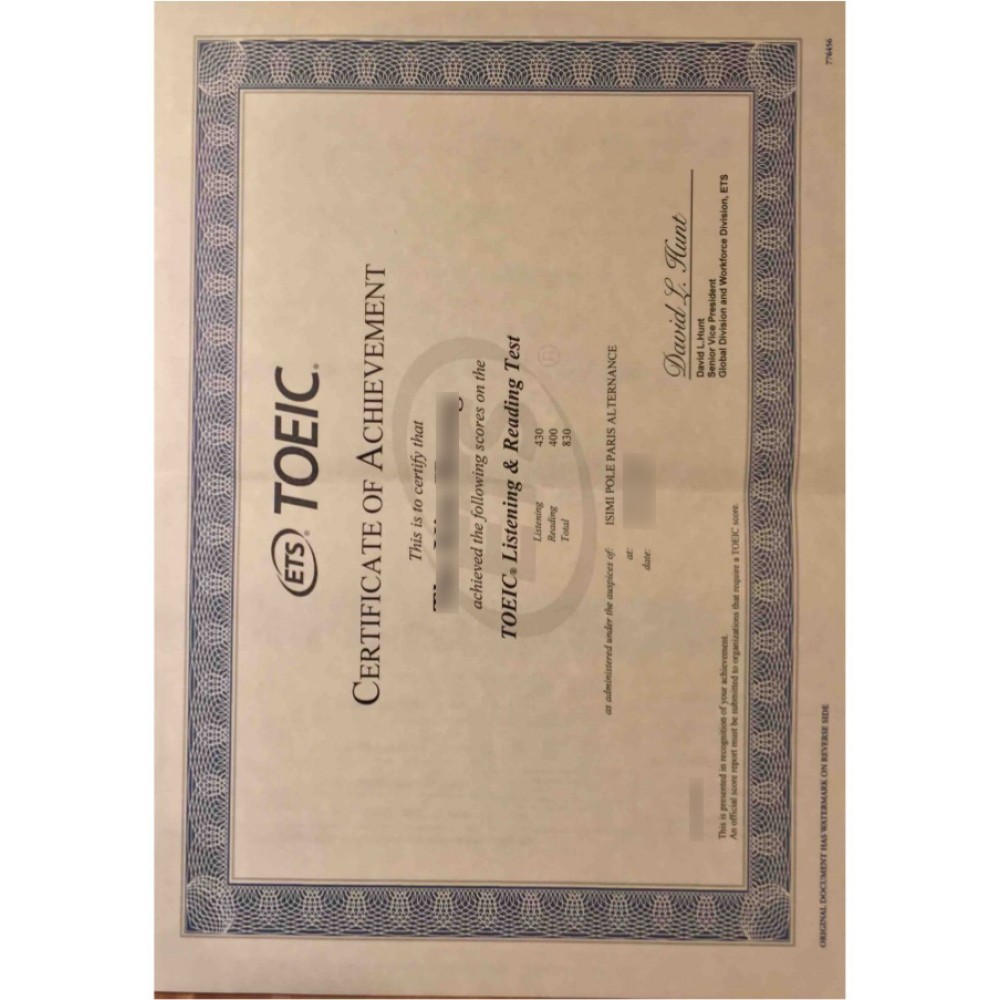 ETS® TOEIC®
CERTIFICATE OF ACHIEVEMENT
This is to certify that
achieved the following scores on the
TOEIC® Listening & Reading Test
Listening 430
Reading 400
Total 830
as administered under the auspices of: ISIMI POLE PARIS ALTERNANCE
at:
date:
David L. Hunt
David L.Hunt
Senior Vice President
Global Division and Workforce Division, ETS
This is presented in recognition of your achievement.
An official score report must be submitted to organizations that require a TOEIC score.
ORIGINAL DOCUMENT HAS WATERMARK ON REVERSE SIDE
776456